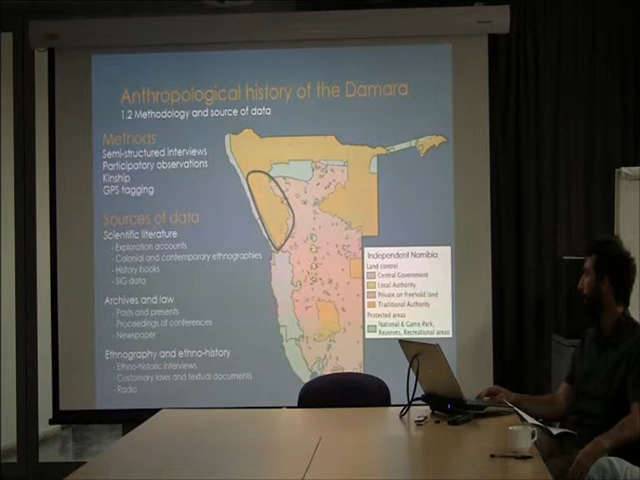 Anthropological history of the Damara
1.2 Methodology and source of data
Methods
Semi-structured interviews
Participatory observations
Kinship
GPS tagging
Sources of data
Scientific literature
- Exploration accounts
- Colonial and contemporary ethnographies
- History books
- SIG data
Archives and law
- Pasts and presents
- Proceedings of conferences
- Newspaper
Ethnography and ethno-history
- Ethno-historic interviews
- Customary laws and textual documents
- Radio
Independent Namibia
Land control
Central Government
Local Authority
Private on freehold land
Traditional Authority
Protected areas
National & Game Park,
Reserves, Recreational areas